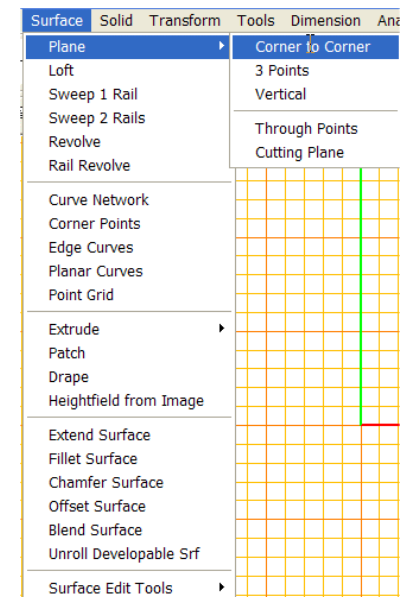 Surface Solid Transform Tools Dimension Ana
Plane
Corner to Corner
Loft
3 Points
Sweep 1 Rail
Vertical
Sweep 2 Rails
Through Points
Revolve
Cutting Plane
Rail Revolve
Curve Network
Corner Points
Edge Curves
Planar Curves
Point Grid
Extrude
Patch
Drape
Heightfield from Image
Extend Surface
Fillet Surface
Chamfer Surface
Offset Surface
Blend Surface
Unroll Developable Srf
Surface Edit Tools